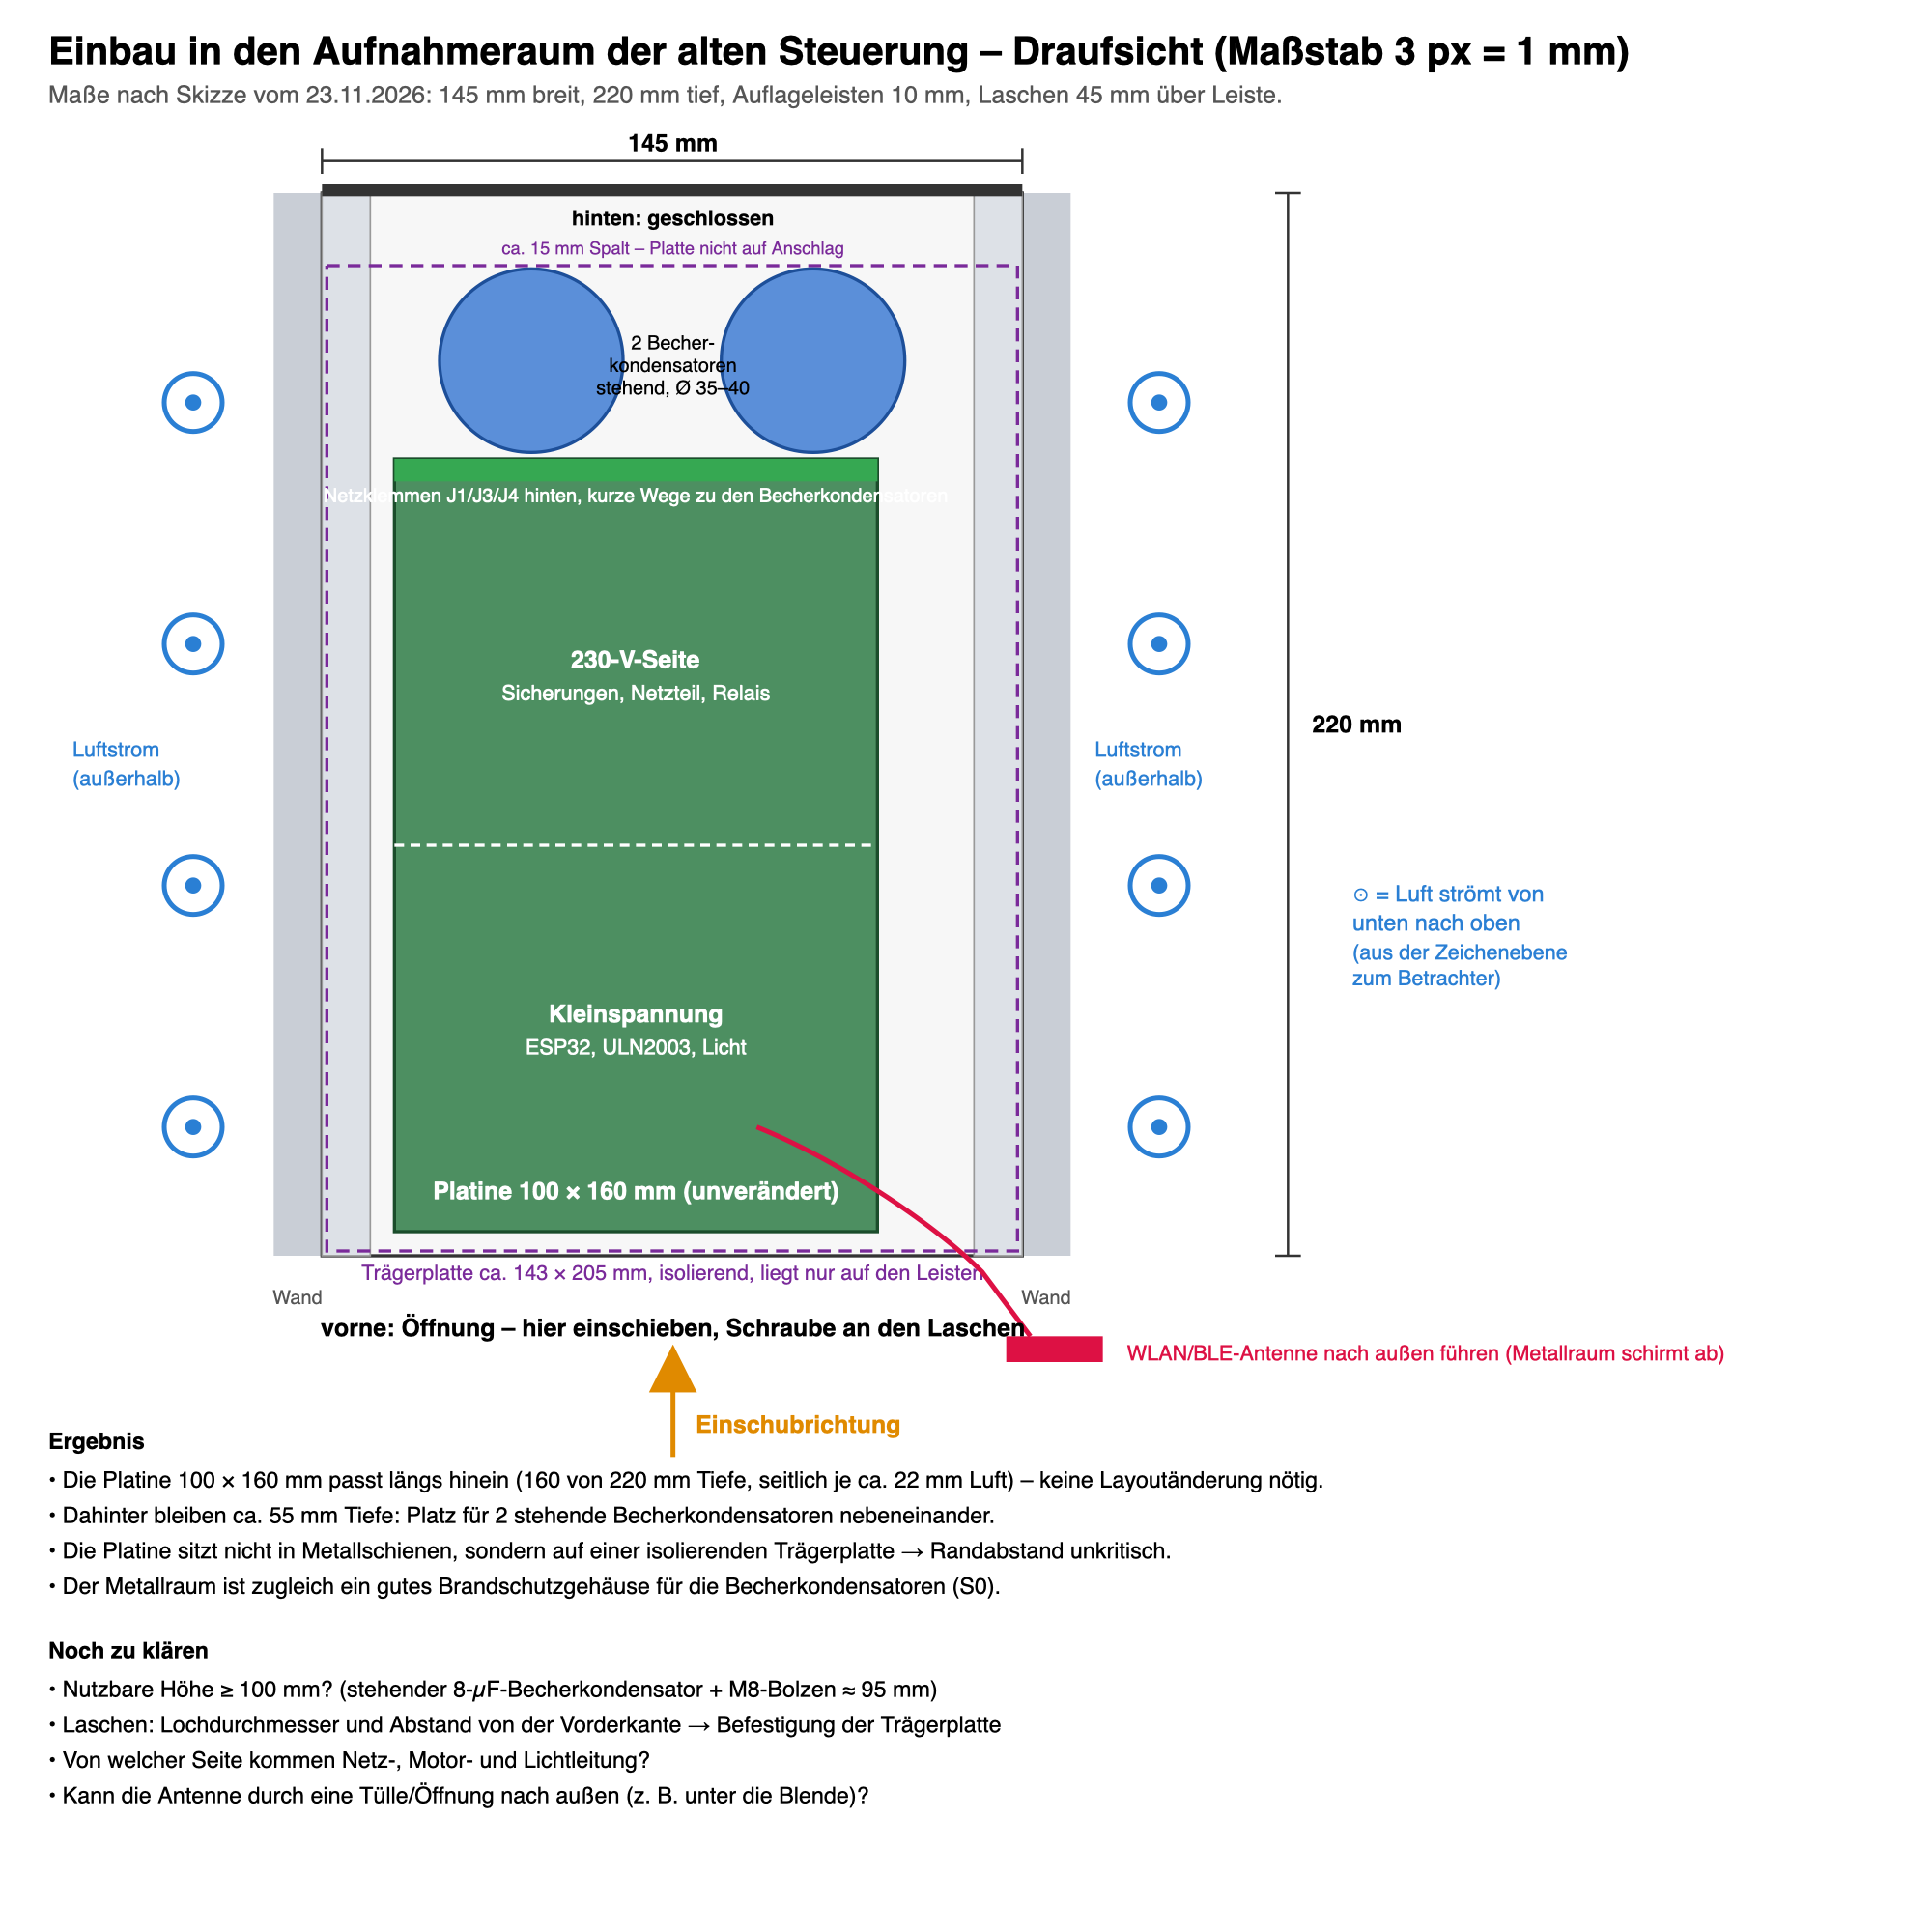 Einbau in den Aufnahmeraum der alten Steuerung – Draufsicht (Maßstab 3 px = 1 mm)
Maße nach Skizze vom 23.11.2026: 145 mm breit, 220 mm tief, Auflageleisten 10 mm, Laschen 45 mm über Leiste.
145 mm
hinten: geschlossen
ca. 15 mm Spalt – Platte nicht auf Anschlag
2 Becher-
kondensatoren
stehend, Ø 35–40
Netzklemmen J1/J3/J4 hinten, kurze Wege zu den Becherkondensatoren
230-V-Seite
Sicherungen, Netzteil, Relais
Luftstrom
(außerhalb)
Luftstrom
(außerhalb)
220 mm
⊙ = Luft strömt von
unten nach oben
(aus der Zeichenebene
zum Betrachter)
Kleinspannung
ESP32, ULN2003, Licht
Platine 100 × 160 mm (unverändert)
Trägerplatte ca. 143 × 205 mm, isolierend, liegt nur auf den Leisten
Wand
Wand
vorne: Öffnung – hier einschieben, Schraube an den Laschen
WLAN/BLE-Antenne nach außen führen (Metallraum schirmt ab)
Einschubrichtung
Ergebnis
• Die Platine 100 × 160 mm passt längs hinein (160 von 220 mm Tiefe, seitlich je ca. 22 mm Luft) – keine Layoutänderung nötig.
• Dahinter bleiben ca. 55 mm Tiefe: Platz für 2 stehende Becherkondensatoren nebeneinander.
• Die Platine sitzt nicht in Metallschienen, sondern auf einer isolierenden Trägerplatte → Randabstand unkritisch.
• Der Metallraum ist zugleich ein gutes Brandschutzgehäuse für die Becherkondensatoren (S0).
Noch zu klären
• Nutzbare Höhe ≥ 100 mm? (stehender 8-µF-Becherkondensator + M8-Bolzen ≈ 95 mm)
• Laschen: Lochdurchmesser und Abstand von der Vorderkante → Befestigung der Trägerplatte
• Von welcher Seite kommen Netz-, Motor- und Lichtleitung?
• Kann die Antenne durch eine Tülle/Öffnung nach außen (z. B. unter die Blende)?